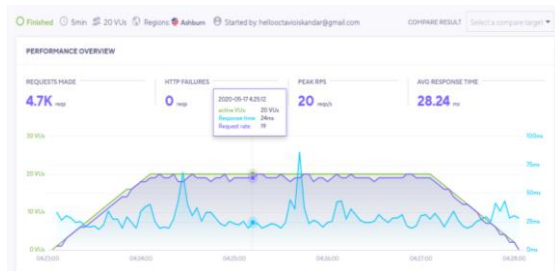 Finished 5min 20 VUs Regions Ashburn Started by: hellooctavioiskandar@gmail.com COMPARE RESULT Select a compare target
PERFORMANCE OVERVIEW
REQUESTS MADE HTTP FAILURES PEAK RPS AVG RESPONSE TIME
4.7K reqs 0 reqs 20 reqs/s 28.24 ms
2020-05-17 4:25:12
active VUs 20 VUs
Response time 24ms
Request rate 19
30 VUs 100ms
75ms
20 VUs
50ms
10 VUs 25ms
0 VUs 0ms
04:23:00 04:24:00 04:25:00 04:26:00 04:27:00 04:28:00